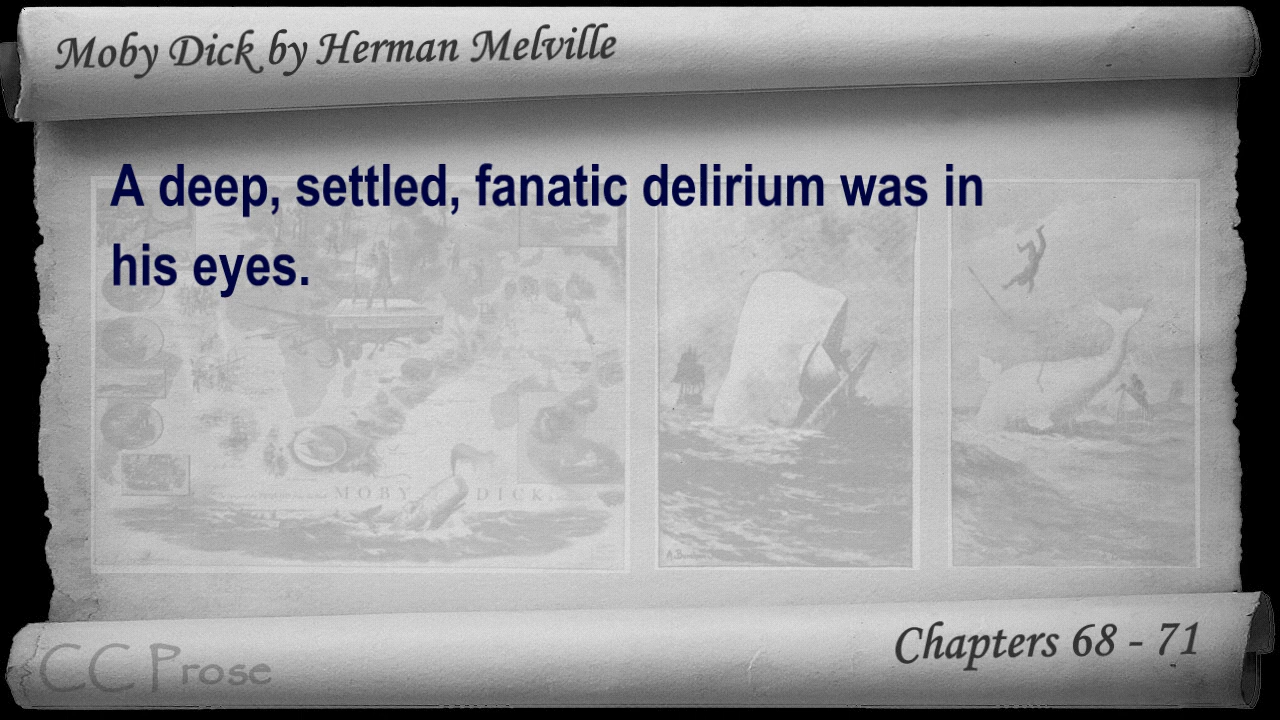 Moby Dick by Herman Melville
A deep, settled, fanatic delirium was in
his eyes.
MOBY DICK
Chapters 68 - 71
CC Prose